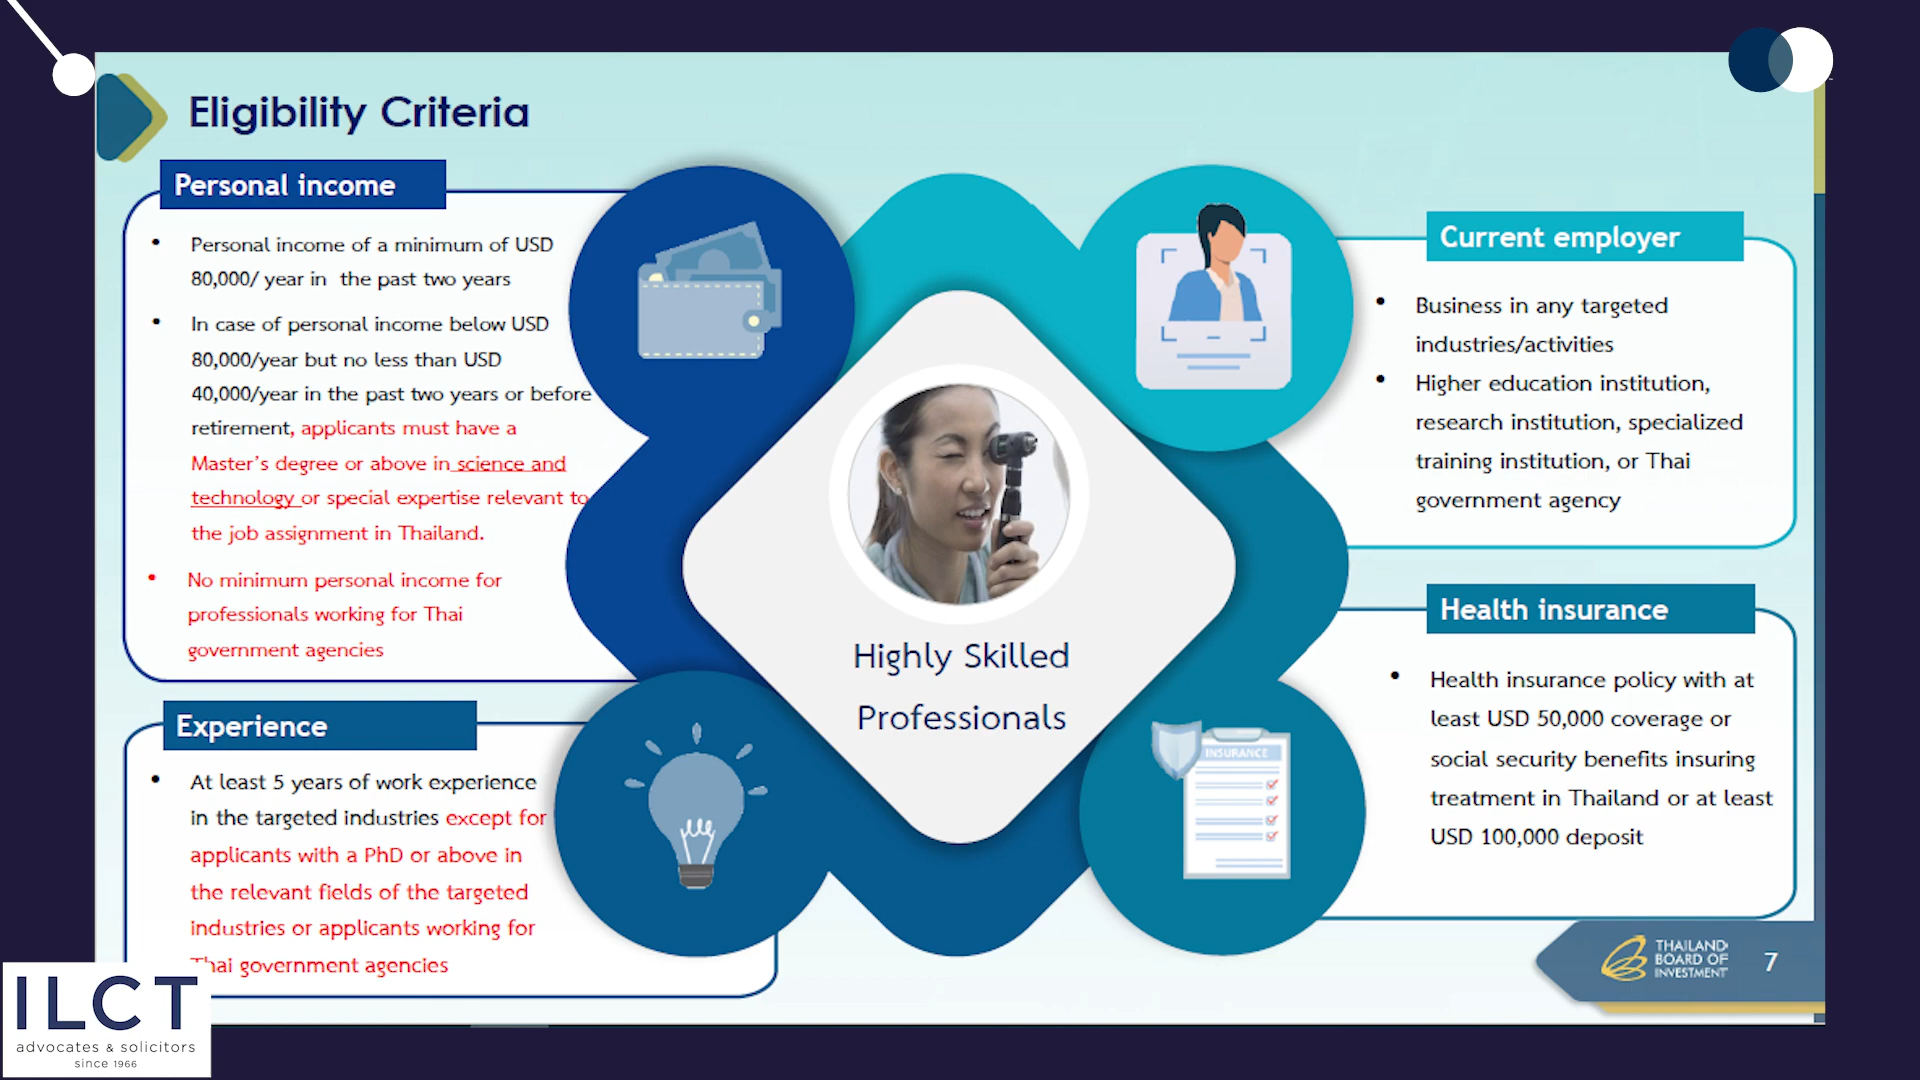 Eligibility Criteria
Personal income
• Personal income of a minimum of USD
80,000/ year in the past two years
• In case of personal income below USD
80,000/year but no less than USD
40,000/year in the past two years or before
retirement, applicants must have a
Master's degree or above in science and
technology or special expertise relevant to
the job assignment in Thailand.
• No minimum personal income for
professionals working for Thai
government agencies
Experience
• At least 5 years of work experience
in the targeted industries except for
applicants with a PhD or above in
the relevant fields of the targeted
industries or applicants working for
Thai government agencies
Highly Skilled
Professionals
Current employer
• Business in any targeted
industries/activities
• Higher education institution,
research institution, specialized
training institution, or Thai
government agency
Health insurance
• Health insurance policy with at
least USD 50,000 coverage or
social security benefits insuring
treatment in Thailand or at least
USD 100,000 deposit
INSURANCE
THAILAND
BOARD OF
INVESTMENT
7
ILCT
advocates & solicitors
since 1966